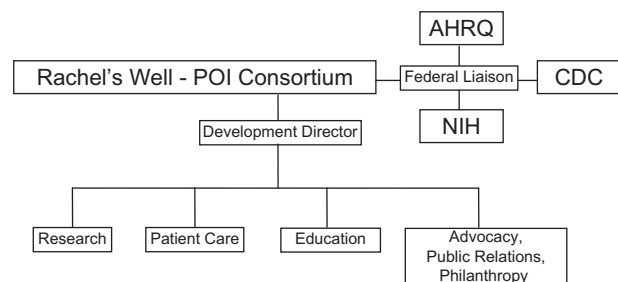 AHRQ
Rachel's Well - POI Consortium
Federal Liaison
CDC
NIH
Development Director
Research
Patient Care
Education
Advocacy,
Public Relations,
Philanthropy